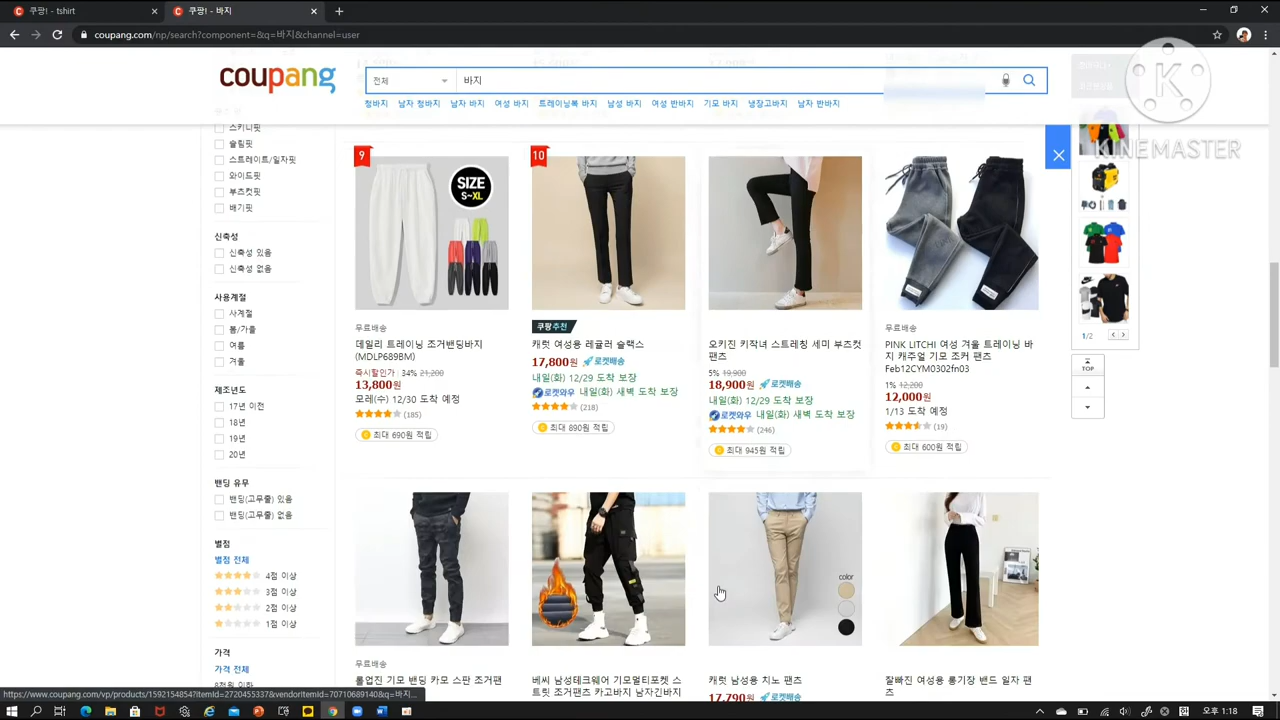 쿠팡! - tshirt
쿠팡! - 바지
coupang.com/np/search?component=&q=바지&channel=user
coupang
전체
바지
청바지 남자 청바지 남자 바지 여성 바지 트레이닝복 바지 남성 바지 여성 반바지 기모 바지 냉장고바지 남자 반바지
K
KINEMASTER
스키니핏
슬림핏
스트레이트/일자핏
와이드핏
부츠컷핏
배기핏
신축성
신축성 있음
신축성 없음
사용계절
사계절
봄/가을
여름
겨울
제조년도
17년 이전
18년
19년
20년
밴딩 유무
밴딩(고무줄) 있음
밴딩(고무줄) 없음
별점
별점 전체
4점 이상
3점 이상
2점 이상
1점 이상
가격
가격 전체
8천원 이하
9
SIZE
S~XL
무료배송
데일리 트레이닝 조거밴딩바지
(MDLP689BM)
즉시할인가 34% 21,200
13,800원
모레(수) 12/30 도착 예정
(185)
최대 690원 적립
10
쿠팡추천
캐럿 여성용 레귤러 슬랙스
17,800원 로켓배송
내일(화) 12/29 도착 보장
로켓와우 내일(화) 새벽 도착 보장
(218)
최대 890원 적립
오키진 키작녀 스트레칭 세미 부츠컷
팬츠
5% 19,900
18,900원 로켓배송
내일(화) 12/29 도착 보장
로켓와우 내일(화) 새벽 도착 보장
(246)
최대 945원 적립
무료배송
PINK LITCHI 여성 겨울 트레이닝 바
지 캐주얼 기모 조커 팬츠
Feb12CYM0302fn03
1% 12,200
12,000원
1/13 도착 예정
(19)
최대 600원 적립
1/2
TOP
무료배송
롤업진 기모 밴딩 카모 스판 조거팬
베씨 남성테크웨어 기모멀티포켓 스
트릿 조거팬츠 카고바지 남자긴바지
color
캐럿 남성용 치노 팬츠
17,790원 로켓배송
잘빠진 여성용 롱기장 밴드 일자 팬
츠
https://www.coupang.com/vp/products/1592154854?itemId=2720455337&vendorItemId=70710689140&q=바지...
오후 1:18